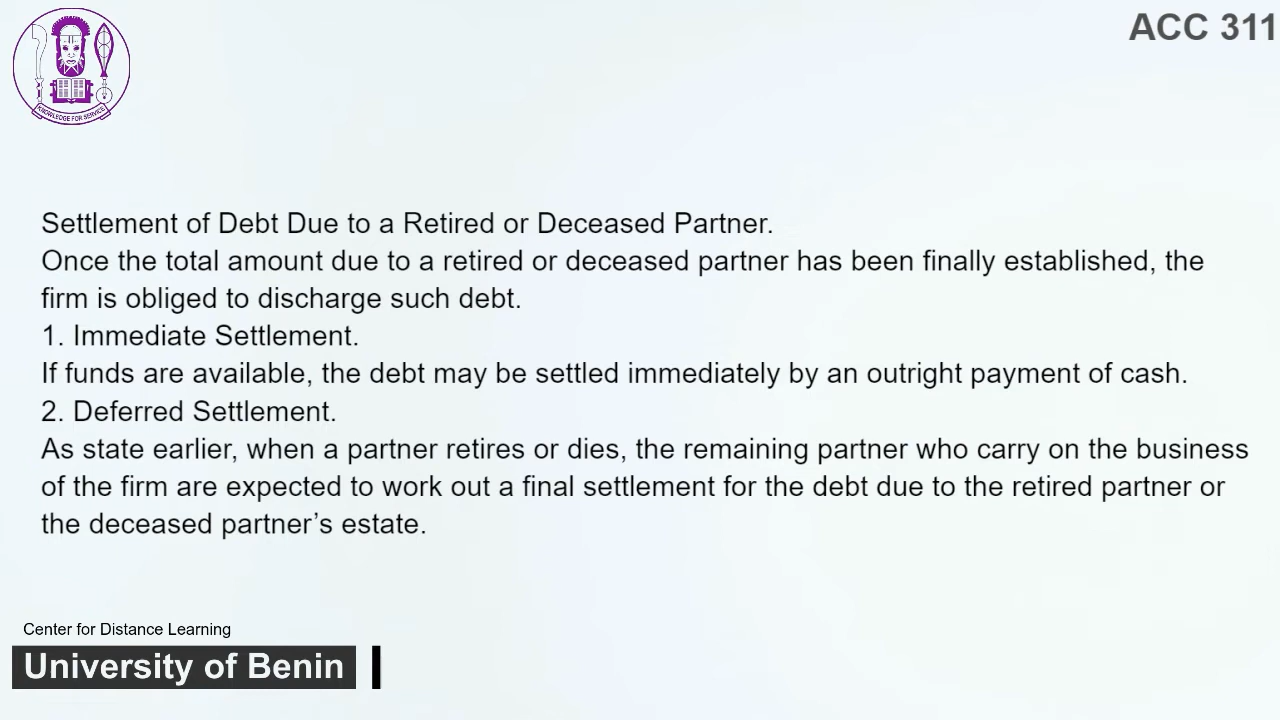 ACC 311
KNOWLEDGE FOR SERVICE
Settlement of Debt Due to a Retired or Deceased Partner.
Once the total amount due to a retired or deceased partner has been finally established, the
firm is obliged to discharge such debt.
1. Immediate Settlement.
If funds are available, the debt may be settled immediately by an outright payment of cash.
2. Deferred Settlement.
As state earlier, when a partner retires or dies, the remaining partner who carry on the business
of the firm are expected to work out a final settlement for the debt due to the retired partner or
the deceased partner’s estate.
Center for Distance Learning
University of Benin